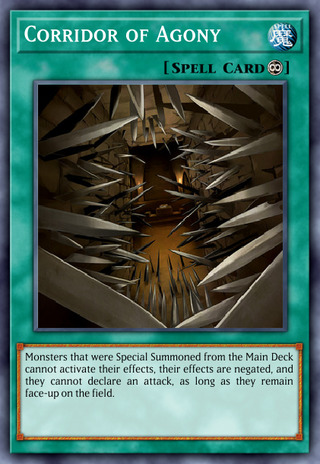 Corridor of Agony
魔
[Spell Card∞]
Monsters that were Special Summoned from the Main Deck
cannot activate their effects, their effects are negated, and
they cannot declare an attack, as long as they remain
face-up on the field.